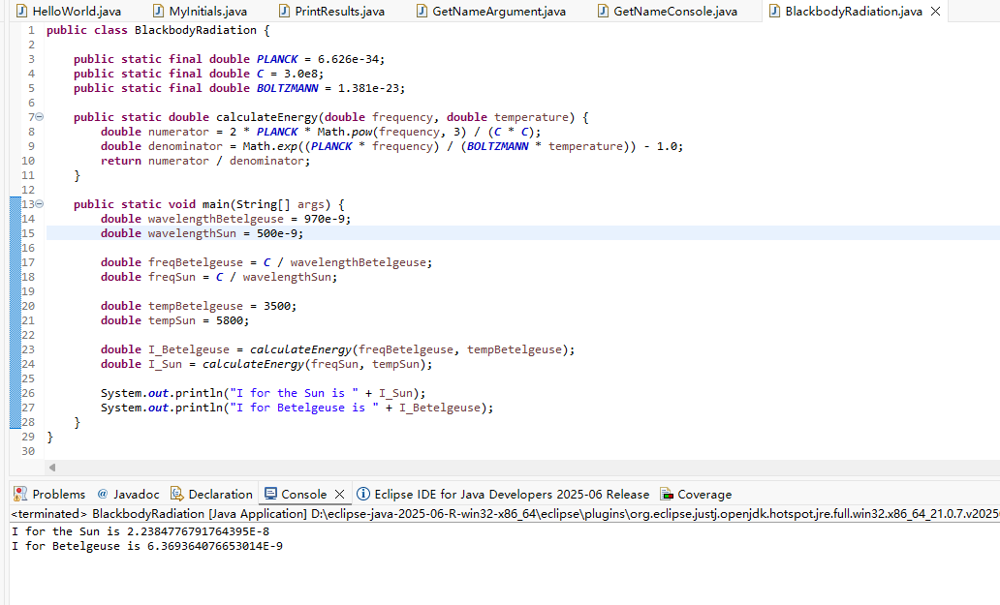 HelloWorld.java MyInitials.java PrintResults.java GetNameArgument.java GetNameConsole.java BlackbodyRadiation.java
1 public class BlackbodyRadiation {
2
3     public static final double PLANCK = 6.626e-34;
4     public static final double C = 3.0e8;
5     public static final double BOLTZMANN = 1.381e-23;
6
7     public static double calculateEnergy(double frequency, double temperature) {
8         double numerator = 2 * PLANCK * Math.pow(frequency, 3) / (C * C);
9         double denominator = Math.exp((PLANCK * frequency) / (BOLTZMANN * temperature)) - 1.0;
10         return numerator / denominator;
11     }
12
13     public static void main(String[] args) {
14         double wavelengthBetelgeuse = 970e-9;
15         double wavelengthSun = 500e-9;
16
17         double freqBetelgeuse = C / wavelengthBetelgeuse;
18         double freqSun = C / wavelengthSun;
19
20         double tempBetelgeuse = 3500;
21         double tempSun = 5800;
22
23         double I_Betelgeuse = calculateEnergy(freqBetelgeuse, tempBetelgeuse);
24         double I_Sun = calculateEnergy(freqSun, tempSun);
25
26         System.out.println("I for the Sun is " + I_Sun);
27         System.out.println("I for Betelgeuse is " + I_Betelgeuse);
28     }
29 }
30
Problems @ Javadoc Declaration Console Eclipse IDE for Java Developers 2025-06 Release Coverage
<terminated> BlackbodyRadiation [Java Application] D:\eclipse-java-2025-06-R-win32-x86_64\eclipse\plugins\org.eclipse.justj.openjdk.hotspot.jre.full.win32.x86_64_21.0.7.v2025
I for the Sun is 2.2384776791764395E-8
I for Betelgeuse is 6.369364076653014E-9